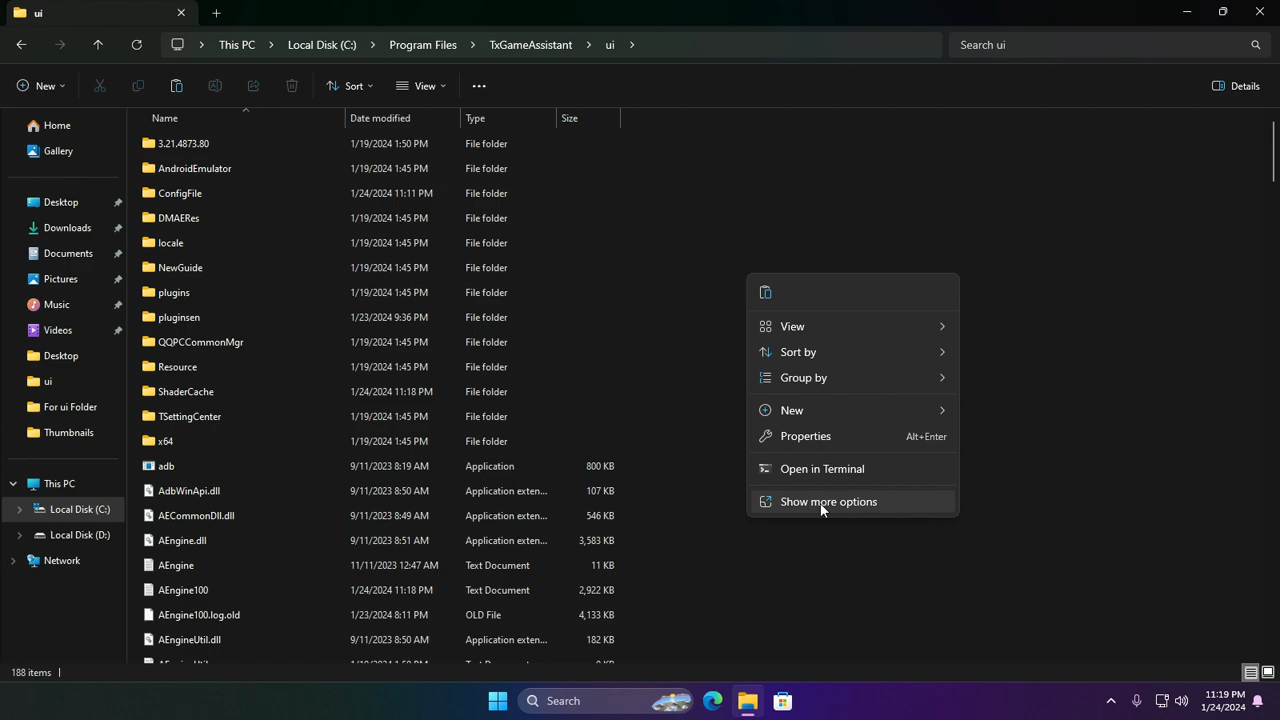 ui
This PC
Local Disk (C:)
Program Files
TxGameAssistant
ui
Search ui
New
Sort
View
Details
Home
Gallery
Desktop
Downloads
Documents
Pictures
Music
Videos
Desktop
ui
For ui Folder
Thumbnails
This PC
Local Disk (C:)
Local Disk (D:)
Network
Name Date modified Type Size
3.21.4873.80 1/19/2024 1:50 PM File folder
AndroidEmulator 1/19/2024 1:45 PM File folder
ConfigFile 1/24/2024 11:11 PM File folder
DMAERes 1/19/2024 1:45 PM File folder
locale 1/19/2024 1:45 PM File folder
NewGuide 1/19/2024 1:45 PM File folder
plugins 1/19/2024 1:45 PM File folder
pluginsen 1/23/2024 9:36 PM File folder
QQPCCommonMgr 1/19/2024 1:45 PM File folder
Resource 1/19/2024 1:45 PM File folder
ShaderCache 1/24/2024 11:18 PM File folder
TSettingCenter 1/19/2024 1:45 PM File folder
x64 1/19/2024 1:45 PM File folder
adb 9/11/2023 8:19 AM Application 800 KB
AdbWinApi.dll 9/11/2023 8:50 AM Application exten... 107 KB
AECommonDll.dll 9/11/2023 8:49 AM Application exten... 546 KB
AEngine.dll 9/11/2023 8:51 AM Application exten... 3,583 KB
AEngine 11/11/2023 12:47 AM Text Document 11 KB
AEngine100 1/24/2024 11:18 PM Text Document 2,922 KB
AEngine100.log.old 1/23/2024 8:11 PM OLD File 4,133 KB
AEngineUtil.dll 9/11/2023 8:50 AM Application exten... 182 KB
View
Sort by
Group by
New
Properties Alt+Enter
Open in Terminal
Show more options
188 items
Search
11:19 PM
1/24/2024